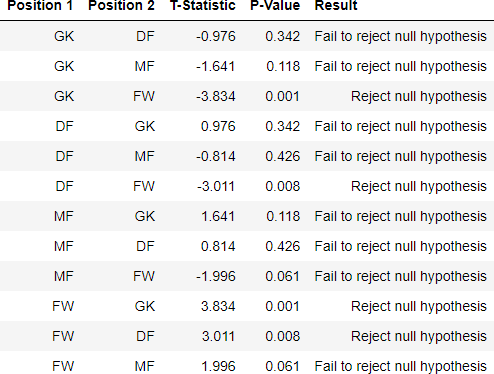 Position 1 Position 2 T-Statistic P-Value Result
GK DF -0.976 0.342 Fail to reject null hypothesis
GK MF -1.641 0.118 Fail to reject null hypothesis
GK FW -3.834 0.001 Reject null hypothesis
DF GK 0.976 0.342 Fail to reject null hypothesis
DF MF -0.814 0.426 Fail to reject null hypothesis
DF FW -3.011 0.008 Reject null hypothesis
MF GK 1.641 0.118 Fail to reject null hypothesis
MF DF 0.814 0.426 Fail to reject null hypothesis
MF FW -1.996 0.061 Fail to reject null hypothesis
FW GK 3.834 0.001 Reject null hypothesis
FW DF 3.011 0.008 Reject null hypothesis
FW MF 1.996 0.061 Fail to reject null hypothesis